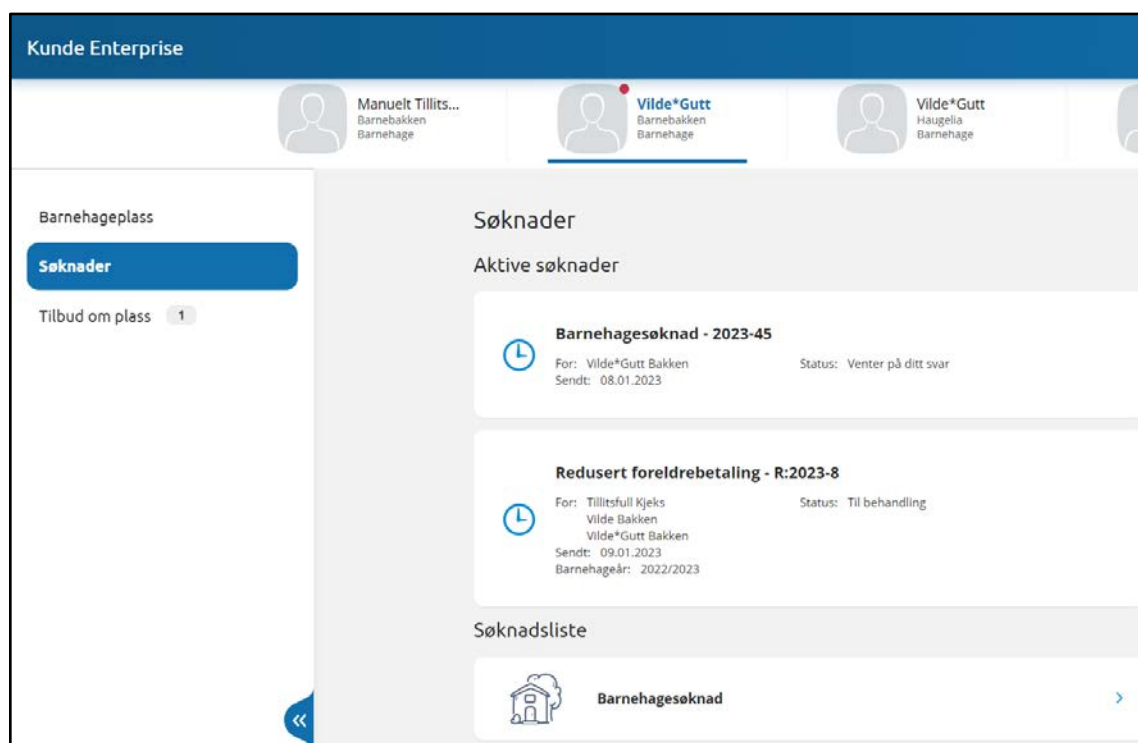 Kunde Enterprise
Manuelt Tillits...
Barnebakken
Barnehage
Vilde*Gutt
Barnebakken
Barnehage
Vilde*Gutt
Haugelia
Barnehage
Barnehageplass
Søknader
Tilbud om plass 1
Søknader
Aktive søknader
Barnehagesøknad - 2023-45
For: Vilde*Gutt Bakken Status: Venter på ditt svar
Sendt: 08.01.2023
Redusert foreldrebetaling - R:2023-8
For: Tillitsfull Kjeks Status: Til behandling
Vilde Bakken
Vilde*Gutt Bakken
Sendt: 09.01.2023
Barnehageår: 2022/2023
Søknadsliste
Barnehagesøknad